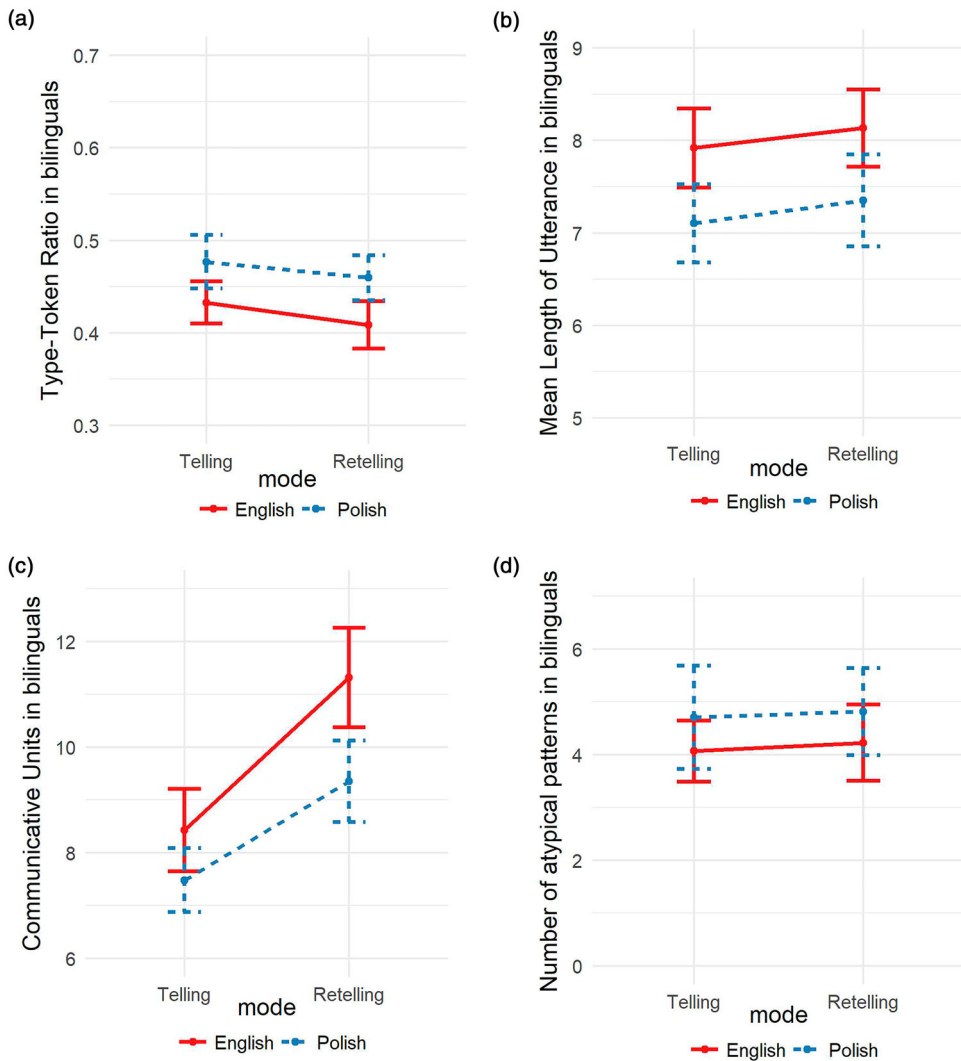 (a)
Type-Token Ratio in bilinguals
0.7
0.6
0.5
0.4
0.3
Telling
Retelling
mode
English Polish
(b)
Mean Length of Utterance in bilinguals
9
8
7
6
5
Telling
Retelling
mode
English Polish
(c)
Communicative Units in bilinguals
12
10
8
6
Telling
Retelling
mode
English Polish
(d)
Number of atypical patterns in bilinguals
6
4
2
0
Telling
Retelling
mode
English Polish